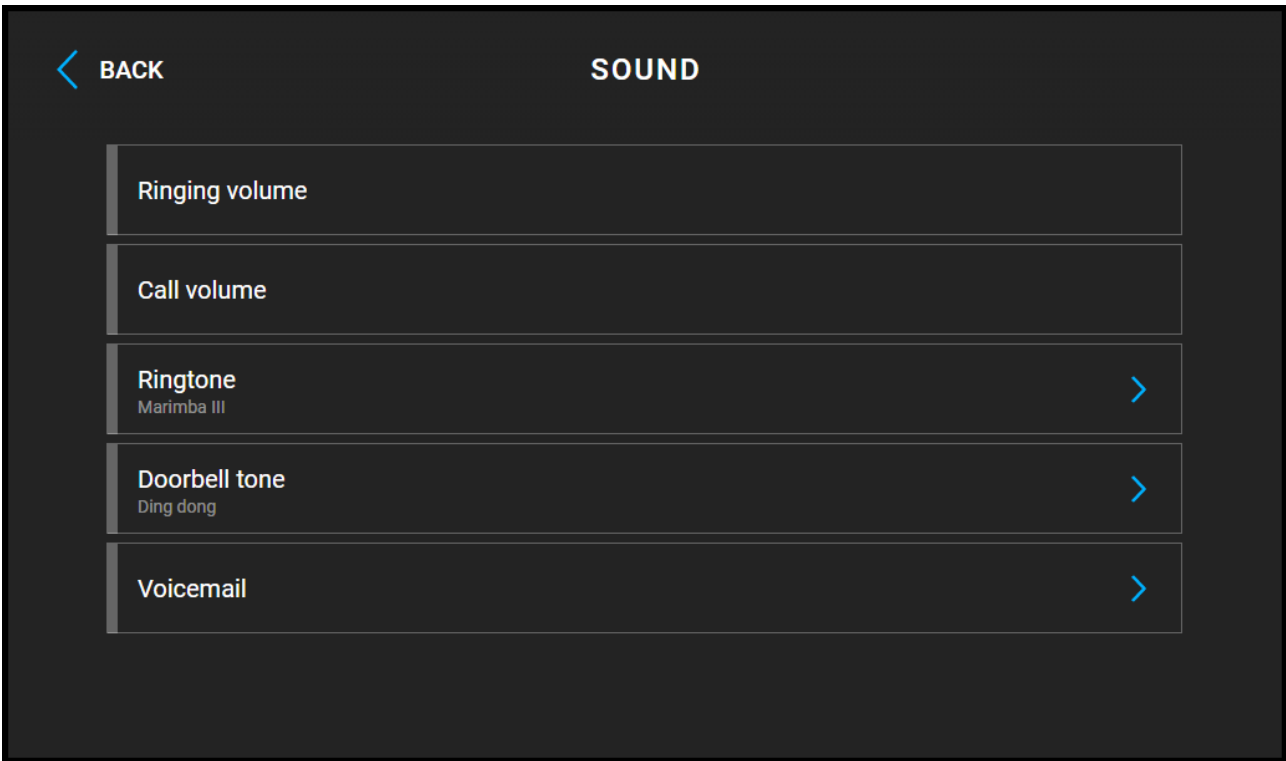 BACK
SOUND
Ringing volume
Call volume
Ringtone
Marimba III
Doorbell tone
Ding dong
Voicemail